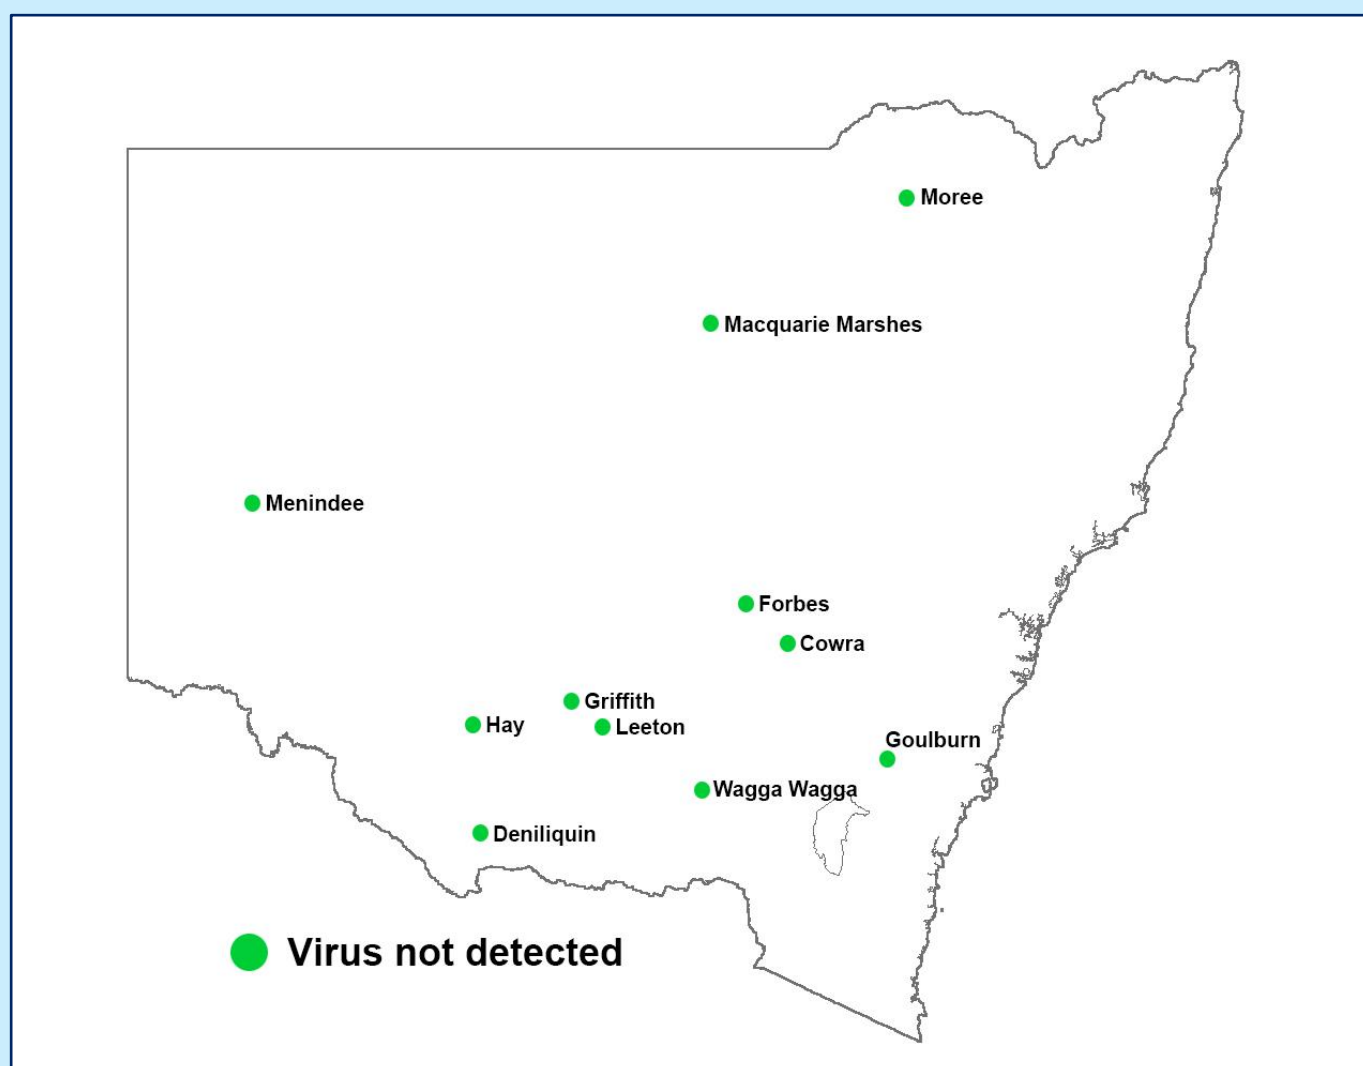 Moree
Macquarie Marshes
Menindee
Forbes
Cowra
Griffith
Hay
Leeton
Goulburn
Wagga Wagga
Deniliquin
Virus not detected